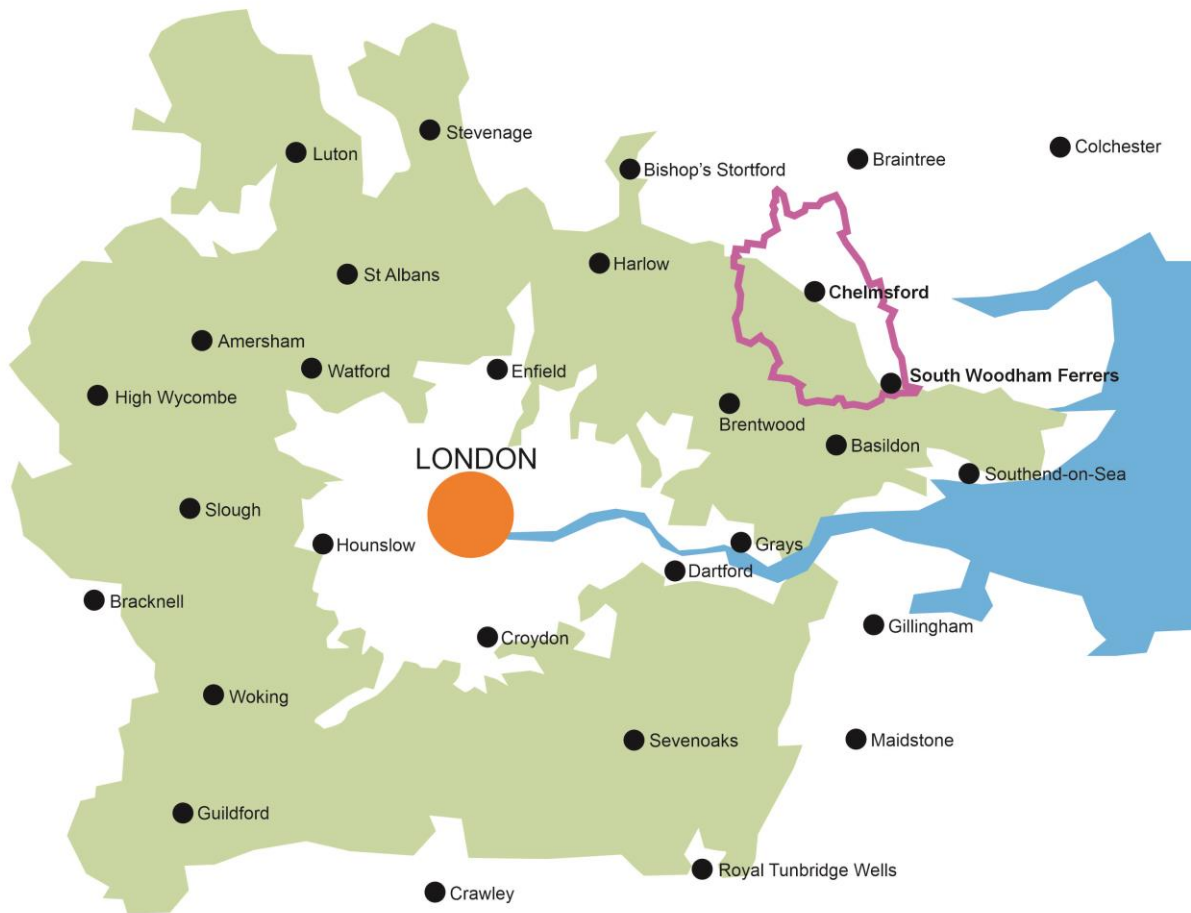 Stevenage
Luton
Colchester
Braintree
Bishop's Stortford
Harlow
St Albans
Chelmsford
Amersham
Watford
Enfield
South Woodham Ferrers
High Wycombe
Brentwood
Basildon
LONDON
Southend-on-Sea
Slough
Hounslow
Grays
Dartford
Bracknell
Gillingham
Croydon
Woking
Sevenoaks
Maidstone
Guildford
Royal Tunbridge Wells
Crawley